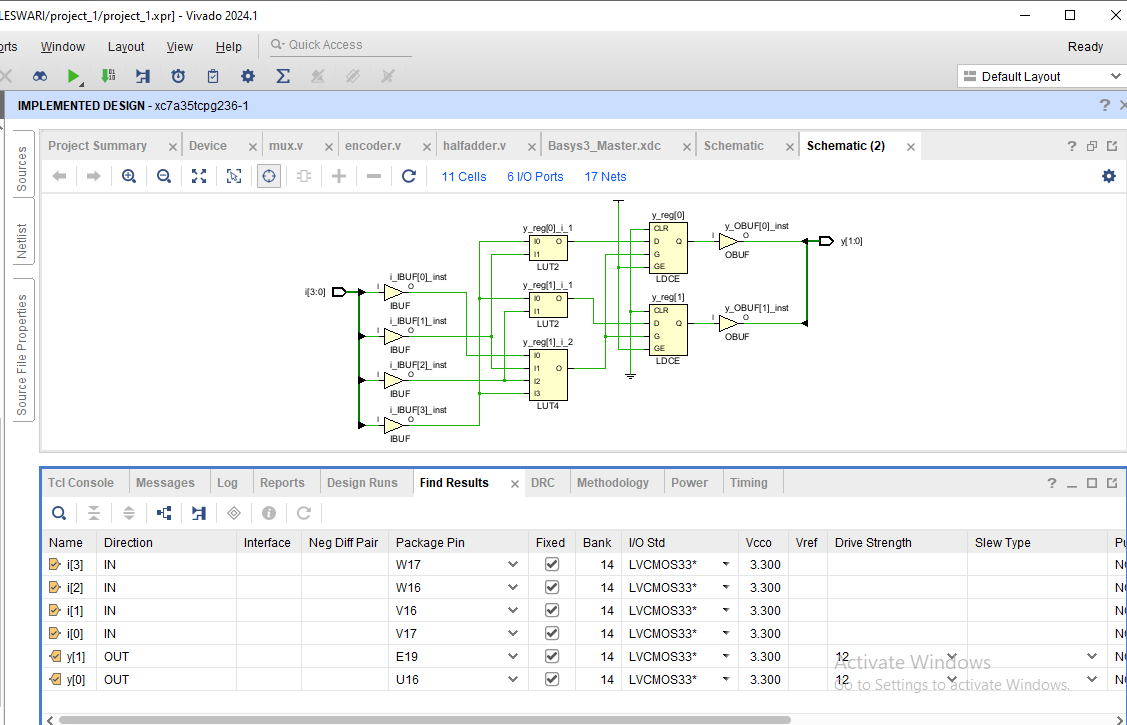 LESWARI/project_1/project_1.xpr] - Vivado 2024.1
orts Window Layout View Help Quick Access Ready
Default Layout
IMPLEMENTED DESIGN - xc7a35tcpg236-1 ?
Sources
Netlist
Source File Properties
Project Summary Device mux.v encoder.v halfadder.v Basys3_Master.xdc Schematic Schematic (2) ?
11 Cells 6 I/O Ports 17 Nets
i[3:0]
i_IBUF[0]_inst
I O
IBUF
i_IBUF[1]_inst
I O
IBUF
i_IBUF[2]_inst
I O
IBUF
i_IBUF[3]_inst
I O
IBUF
y_reg[0]_i_1
I0 O
I1
LUT2
y_reg[1]_i_1
I0 O
I1
LUT2
y_reg[1]_i_2
I0
I1 O
I2
I3
LUT4
y_reg[0]
CLR
D Q
G
GE
LDCE
y_reg[1]
CLR
D Q
G
GE
LDCE
y_OBUF[0]_inst
I O
OBUF
y_OBUF[1]_inst
I O
OBUF
y[1:0]
Tcl Console Messages Log Reports Design Runs Find Results DRC Methodology Power Timing ?
Name Direction Interface Neg Diff Pair Package Pin Fixed Bank I/O Std Vcco Vref Drive Strength Slew Type Pu
i[3] IN W17 14 LVCMOS33* 3.300 NO
i[2] IN W16 14 LVCMOS33* 3.300 NO
i[1] IN V16 14 LVCMOS33* 3.300 NO
i[0] IN V17 14 LVCMOS33* 3.300 NO
y[1] OUT E19 14 LVCMOS33* 3.300 12 NO
y[0] OUT U16 14 LVCMOS33* 3.300 12 NO
Activate Windows
Go to Settings to activate Windows.